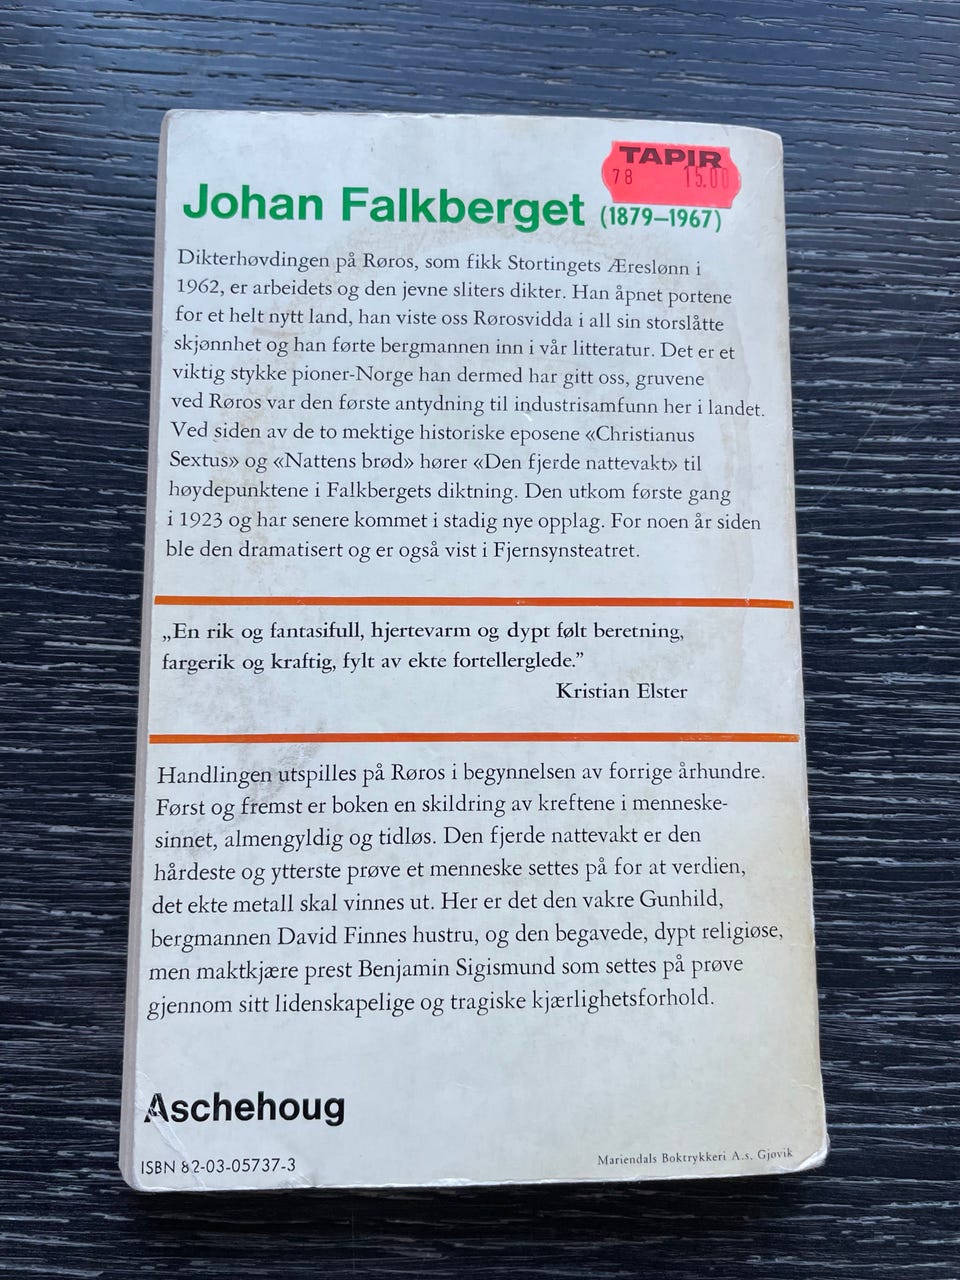 TAPIR
78 15.00
Johan Falkberget (1879–1967)
Dikterhøvdingen på Røros, som fikk Stortingets Æreslønn i
1962, er arbeidets og den jevne sliters dikter. Han åpnet portene
for et helt nytt land, han viste oss Rørosvidda i all sin storslåtte
skjønnhet og han førte bergmannen inn i vår litteratur. Det er et
viktig stykke pioner-Norge han dermed har gitt oss, gruvene
ved Røros var den første antydning til industrisamfunn her i landet.
Ved siden av de to mektige historiske eposene «Christianus
Sextus» og «Nattens brød» hører «Den fjerde nattevakt» til
høydepunktene i Falkbergets diktning. Den utkom første gang
i 1923 og har senere kommet i stadig nye opplag. For noen år siden
ble den dramatisert og er også vist i Fjernsynsteatret.
„En rik og fantasifull, hjertevarm og dypt følt beretning,
fargerik og kraftig, fylt av ekte fortellerglede.”
Kristian Elster
Handlingen utspilles på Røros i begynnelsen av forrige århundre.
Først og fremst er boken en skildring av kreftene i menneske-
sinnet, almengyldig og tidløs. Den fjerde nattevakt er den
hårdeste og ytterste prøve et menneske settes på for at verdien,
det ekte metall skal vinnes ut. Her er det den vakre Gunhild,
bergmannen David Finnes hustru, og den begavede, dypt religiøse,
men maktkjære prest Benjamin Sigismund som settes på prøve
gjennom sitt lidenskapelige og tragiske kjærlighetsforhold.
Aschehoug
ISBN 82-03-05737-3
Mariendals Boktrykkeri A.s. Gjøvik